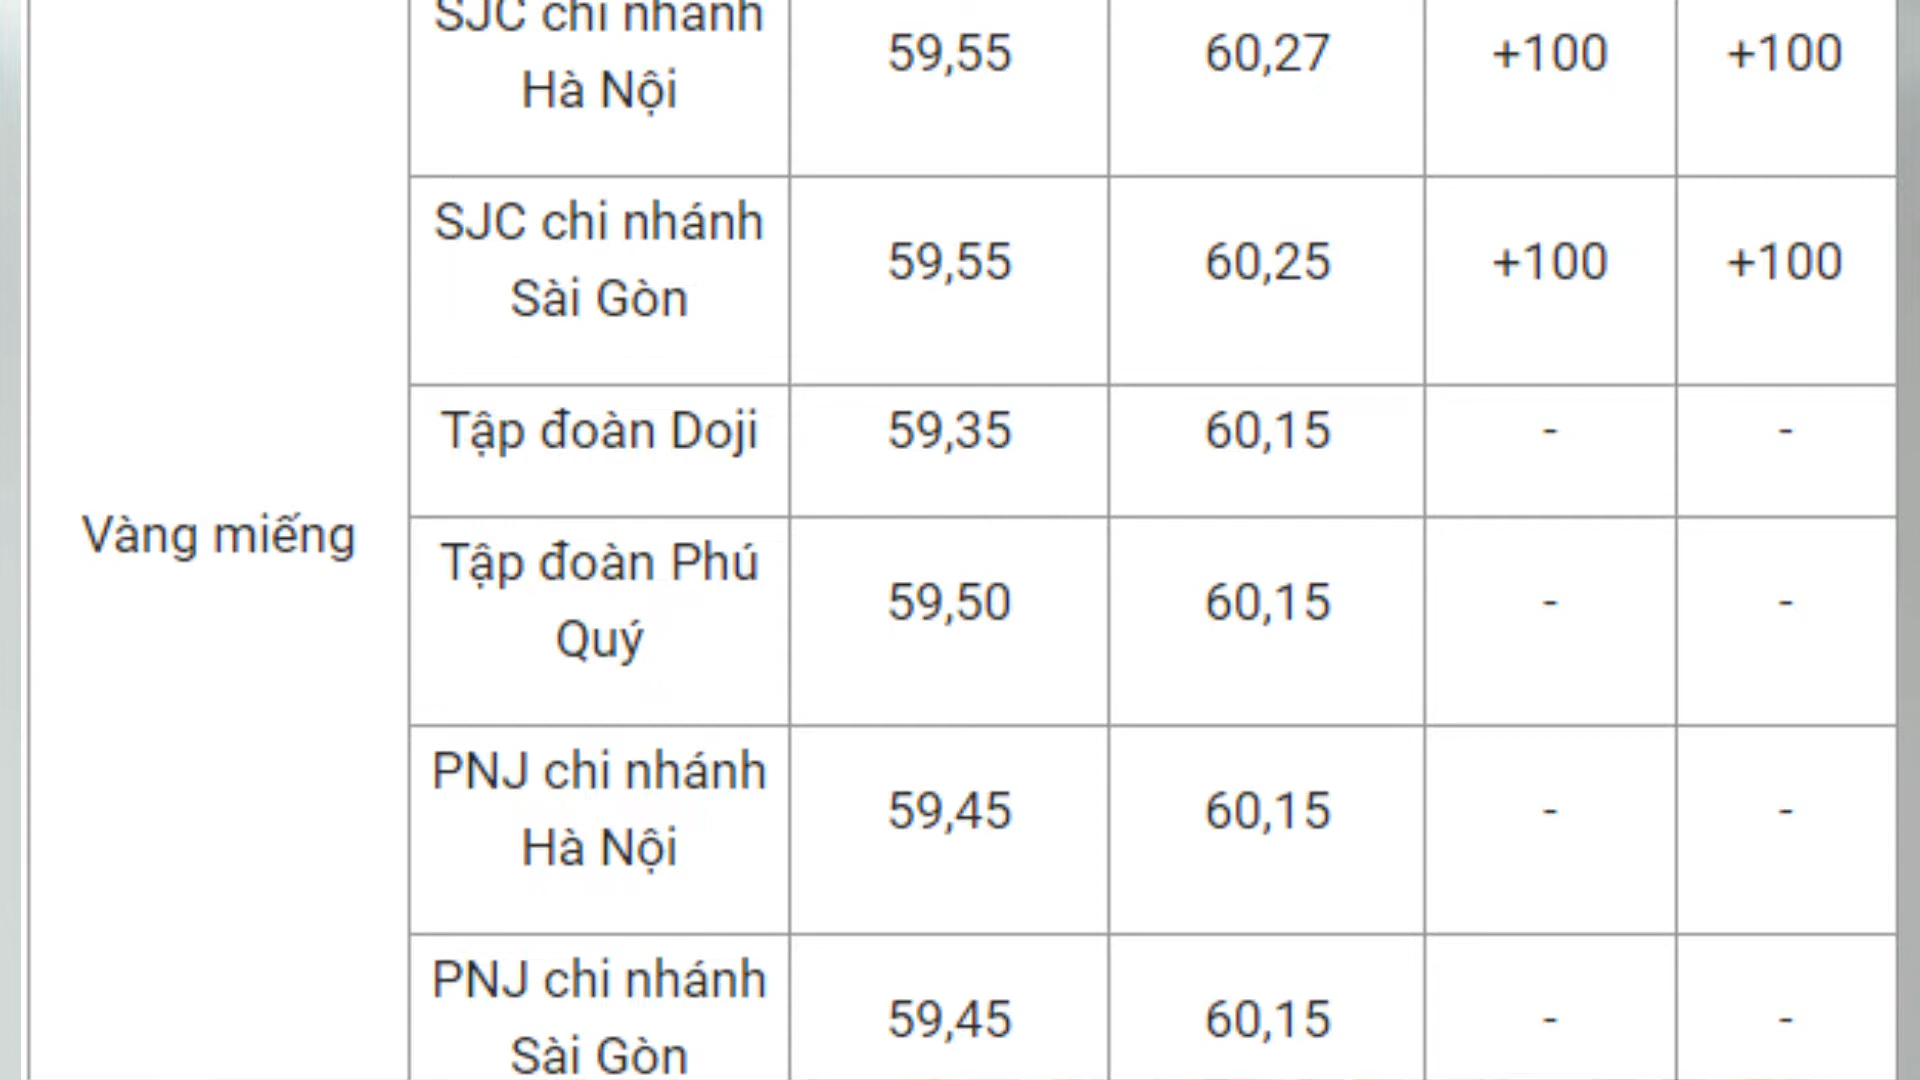 SJC chi nhánh
Hà Nội
59,55
60,27
+100
+100
SJC chi nhánh
Sài Gòn
59,55
60,25
+100
+100
Tập đoàn Doji
59,35
60,15
-
-
Vàng miếng
Tập đoàn Phú
Quý
59,50
60,15
-
-
PNJ chi nhánh
Hà Nội
59,45
60,15
-
-
PNJ chi nhánh
Sài Gòn
59,45
60,15
-
-